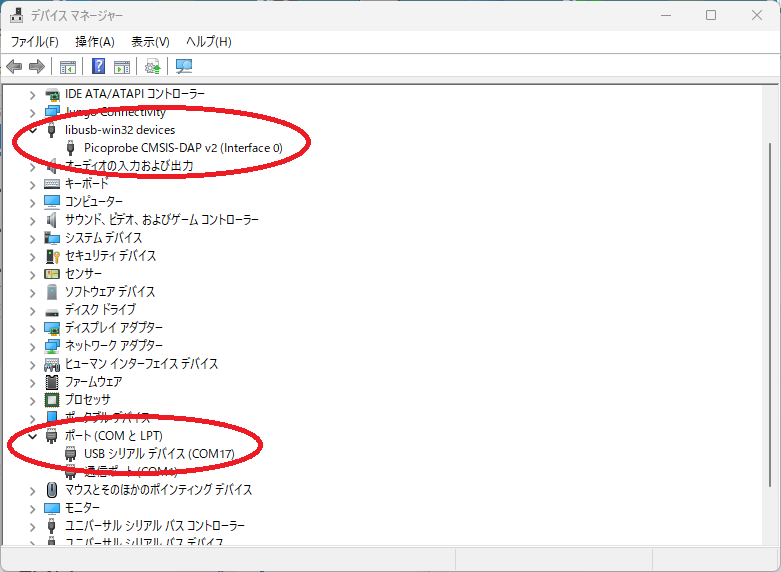 デバイス マネージャー
ファイル(F) 操作(A) 表示(V) ヘルプ(H)
IDE ATA/ATAPI コントローラー
Jungo Connectivity
libusb-win32 devices
Picoprobe CMSIS-DAP v2 (Interface 0)
オーディオの入力および出力
キーボード
コンピューター
サウンド、ビデオ、およびゲーム コントローラー
システム デバイス
セキュリティ デバイス
センサー
ソフトウェア デバイス
ディスク ドライブ
ディスプレイ アダプター
ネットワーク アダプター
ヒューマン インターフェイス デバイス
ファームウェア
プロセッサ
ポータブル デバイス
ポート (COM と LPT)
USB シリアル デバイス (COM17)
通信ポート (COM1)
マウスとそのほかのポインティング デバイス
モニター
ユニバーサル シリアル バス コントローラー
ユニバーサル シリアル バス デバイス